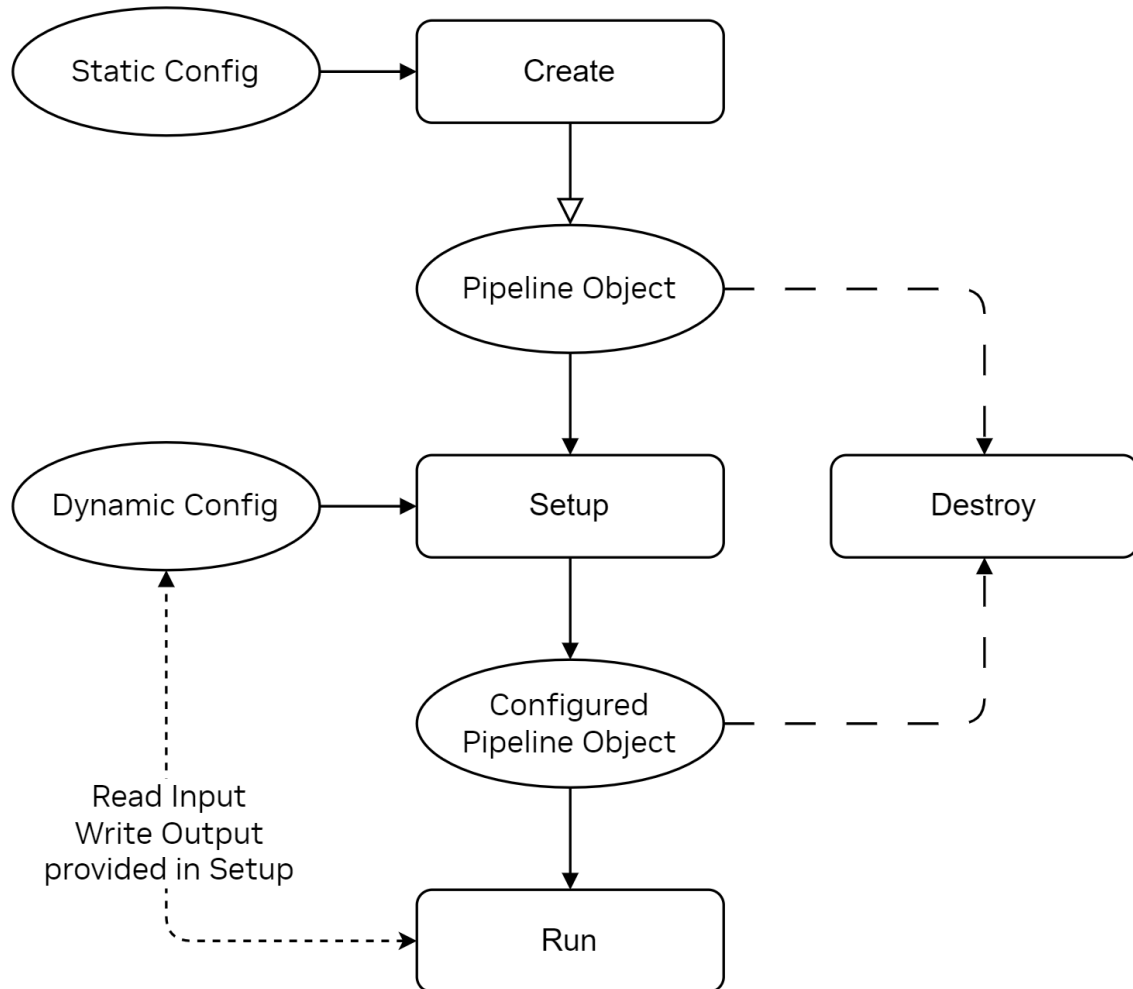 Static Config
Create
Pipeline Object
Dynamic Config
Setup
Destroy
Configured
Pipeline Object
Read Input
Write Output
provided in Setup
Run